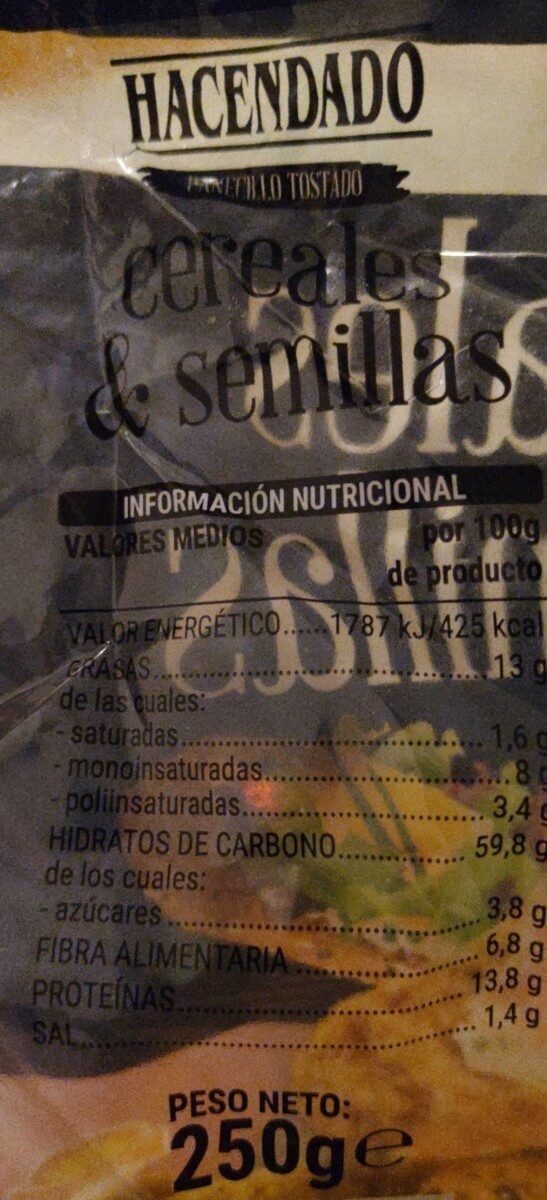 HACENDADO
PANECILLO TOSTADO
cereales
& semillas
INFORMACIÓN NUTRICIONAL
VALORES MEDIOS por 100g
de producto
VALOR ENERGÉTICO......1787 kJ/425 kcal
GRASAS............13 g
de las cuales:
- saturadas............1,6 g
- monoinsaturadas............8 g
- poliinsaturadas............3,4 g
HIDRATOS DE CARBONO............59,8 g
de los cuales:
- azúcares............3,8 g
FIBRA ALIMENTARIA............6,8 g
PROTEÍNAS............13,8 g
SAL............1,4 g
PESO NETO:
250g e